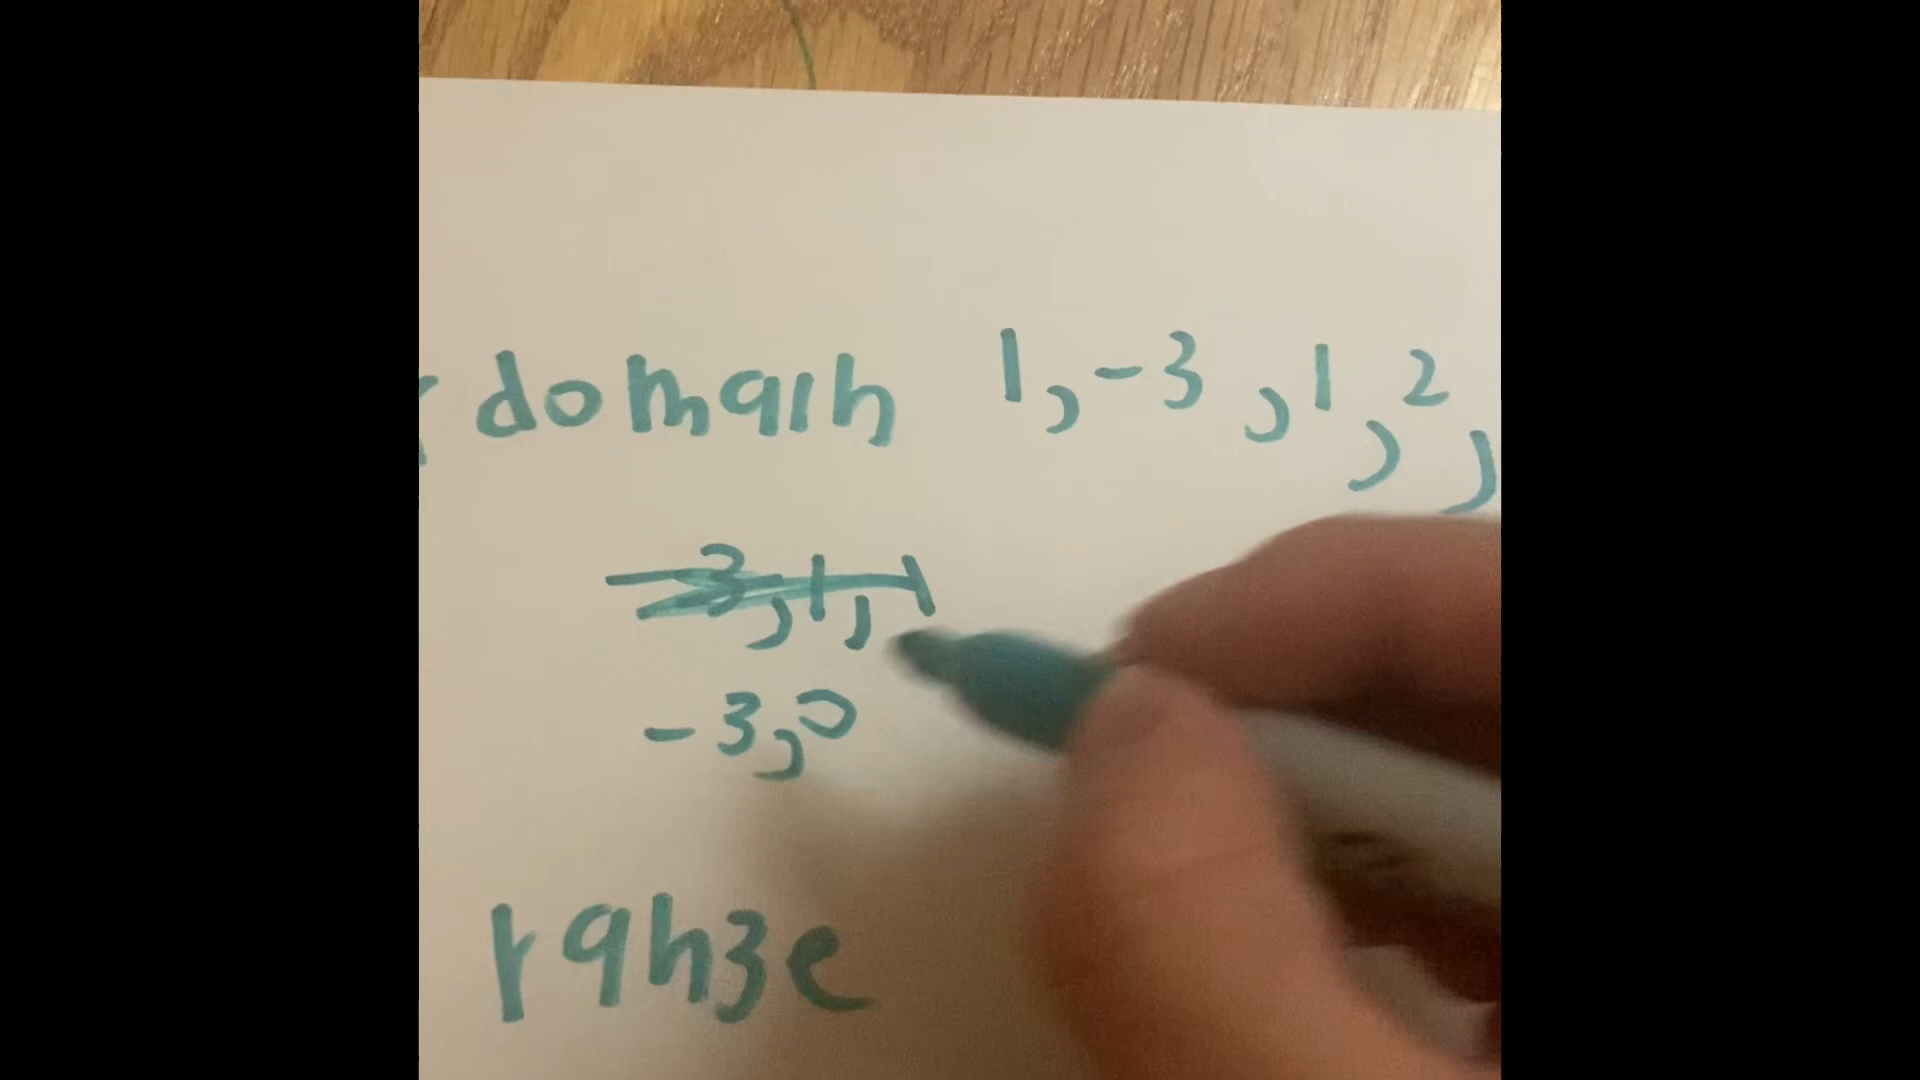 domain 1, -3, 1, 2,
-3, 1, 1
-3, 0
range